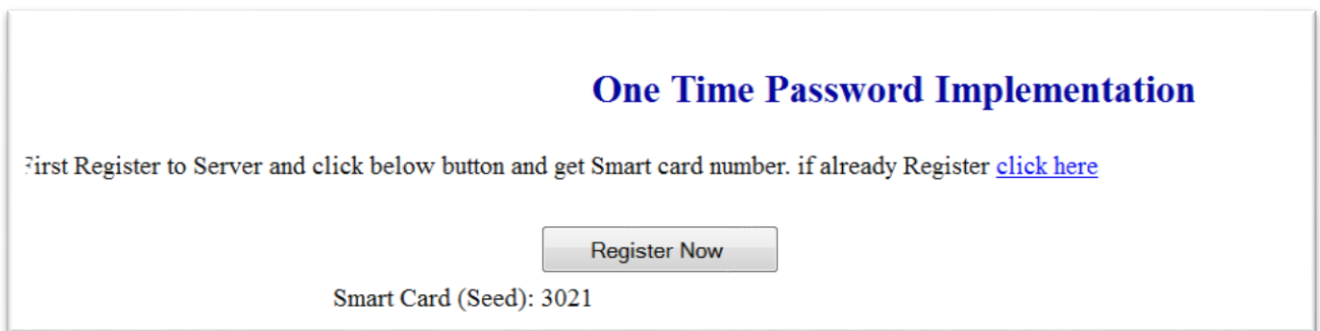 One Time Password Implementation
First Register to Server and click below button and get Smart card number. if already Register click here
Register Now
Smart Card (Seed): 3021